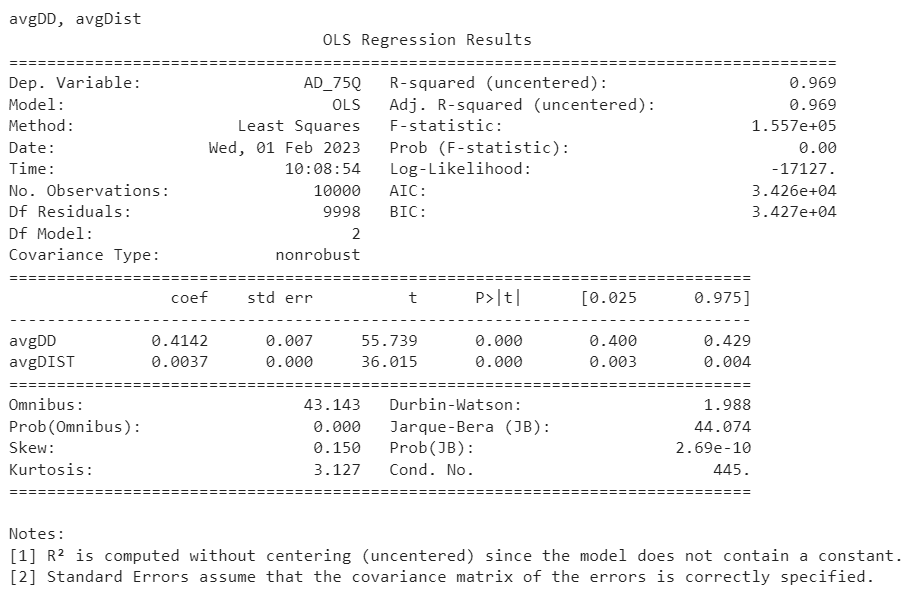 avgDD, avgDist
OLS Regression Results
=======================================================================================
Dep. Variable: AD_75Q R-squared (uncentered): 0.969
Model: OLS Adj. R-squared (uncentered): 0.969
Method: Least Squares F-statistic: 1.557e+05
Date: Wed, 01 Feb 2023 Prob (F-statistic): 0.00
Time: 10:08:54 Log-Likelihood: -17127.
No. Observations: 10000 AIC: 3.426e+04
Df Residuals: 9998 BIC: 3.427e+04
Df Model: 2
Covariance Type: nonrobust
==============================================================================
coef std err t P>|t| [0.025 0.975]
------------------------------------------------------------------------------
avgDD 0.4142 0.007 55.739 0.000 0.400 0.429
avgDIST 0.0037 0.000 36.015 0.000 0.003 0.004
==============================================================================
Omnibus: 43.143 Durbin-Watson: 1.988
Prob(Omnibus): 0.000 Jarque-Bera (JB): 44.074
Skew: 0.150 Prob(JB): 2.69e-10
Kurtosis: 3.127 Cond. No. 445.
==============================================================================
Notes:
[1] R² is computed without centering (uncentered) since the model does not contain a constant.
[2] Standard Errors assume that the covariance matrix of the errors is correctly specified.